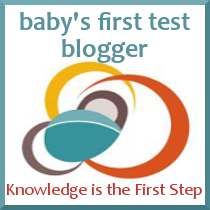 baby's first test
blogger
Knowledge is the First Step